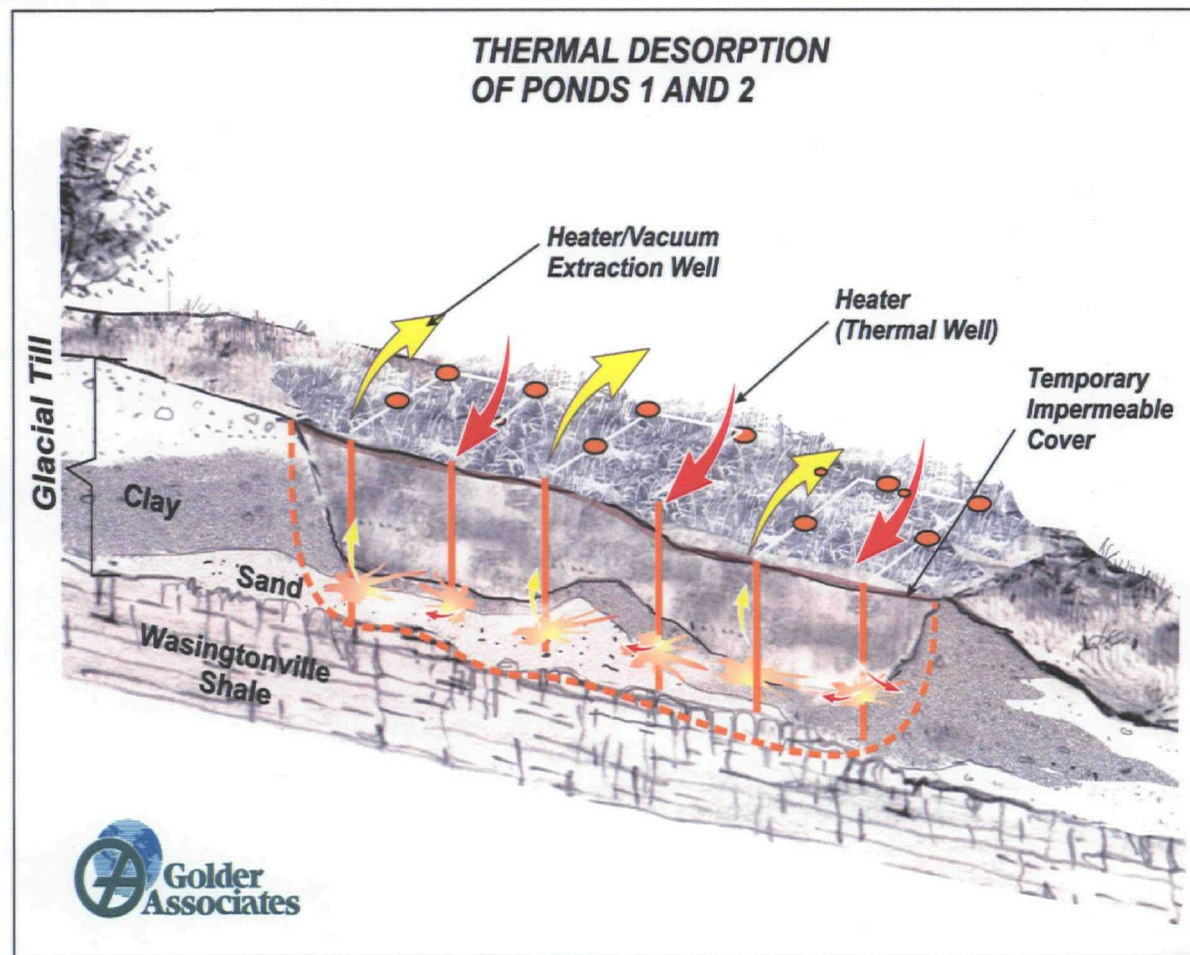 THERMAL DESORPTION
OF PONDS 1 AND 2
Heater/Vacuum
Extraction Well
Heater
(Thermal Well)
Temporary
Impermeable
Cover
Glacial Till
Clay
Sand
Wasingtonville
Shale
Golder
Associates